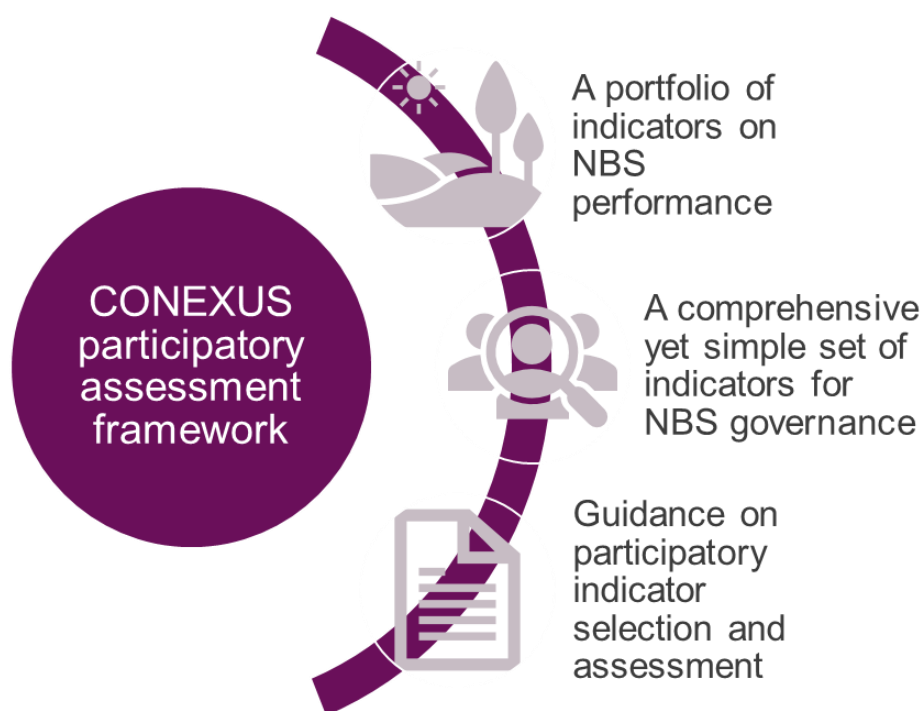 CONEXUS
participatory
assessment
framework
A portfolio of
indicators on
NBS
performance
A comprehensive
yet simple set of
indicators for
NBS governance
Guidance on
participatory
indicator
selection and
assessment